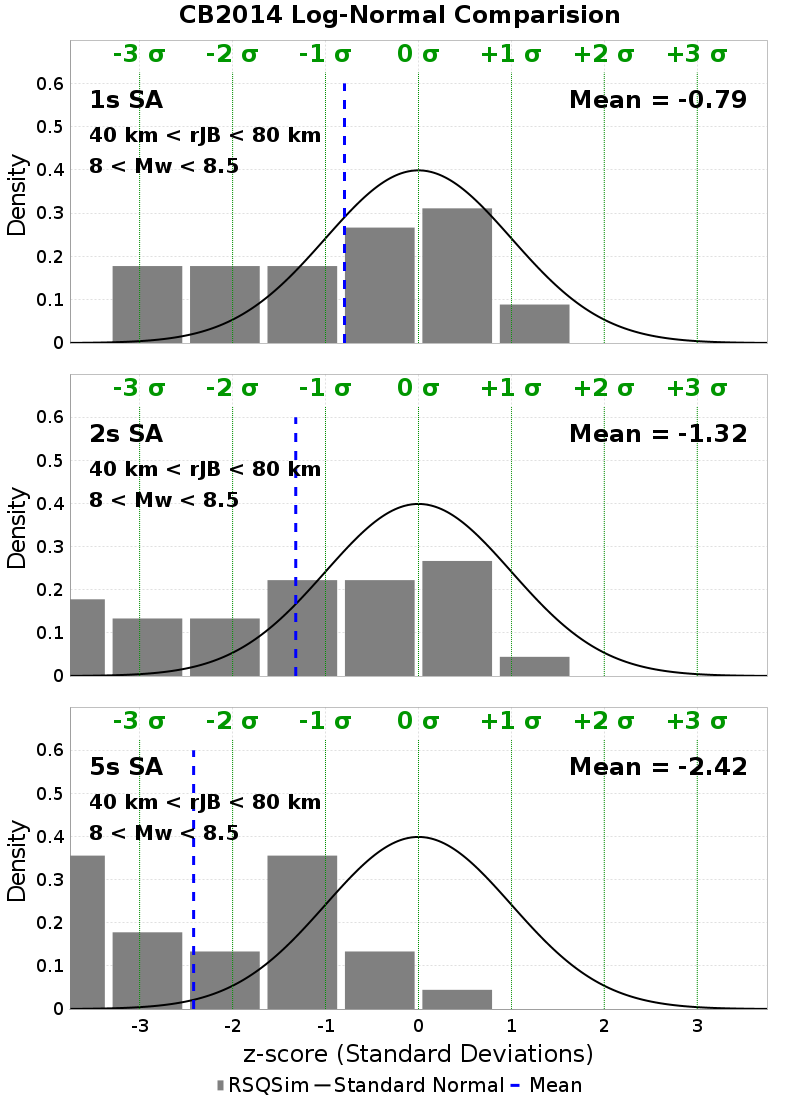 CB2014 Log-Normal Comparision
-3 σ -2 σ -1 σ 0 σ +1 σ +2 σ +3 σ
1s SA Mean = -0.79
40 km < rJB < 80 km
8 < Mw < 8.5
Density
0.6
0.5
0.4
0.3
0.2
0.1
0
-3 σ -2 σ -1 σ 0 σ +1 σ +2 σ +3 σ
2s SA Mean = -1.32
40 km < rJB < 80 km
8 < Mw < 8.5
Density
0.6
0.5
0.4
0.3
0.2
0.1
0
-3 σ -2 σ -1 σ 0 σ +1 σ +2 σ +3 σ
5s SA Mean = -2.42
40 km < rJB < 80 km
8 < Mw < 8.5
Density
0.6
0.5
0.4
0.3
0.2
0.1
0
-3 -2 -1 0 1 2 3
z-score (Standard Deviations)
RSQSim Standard Normal Mean